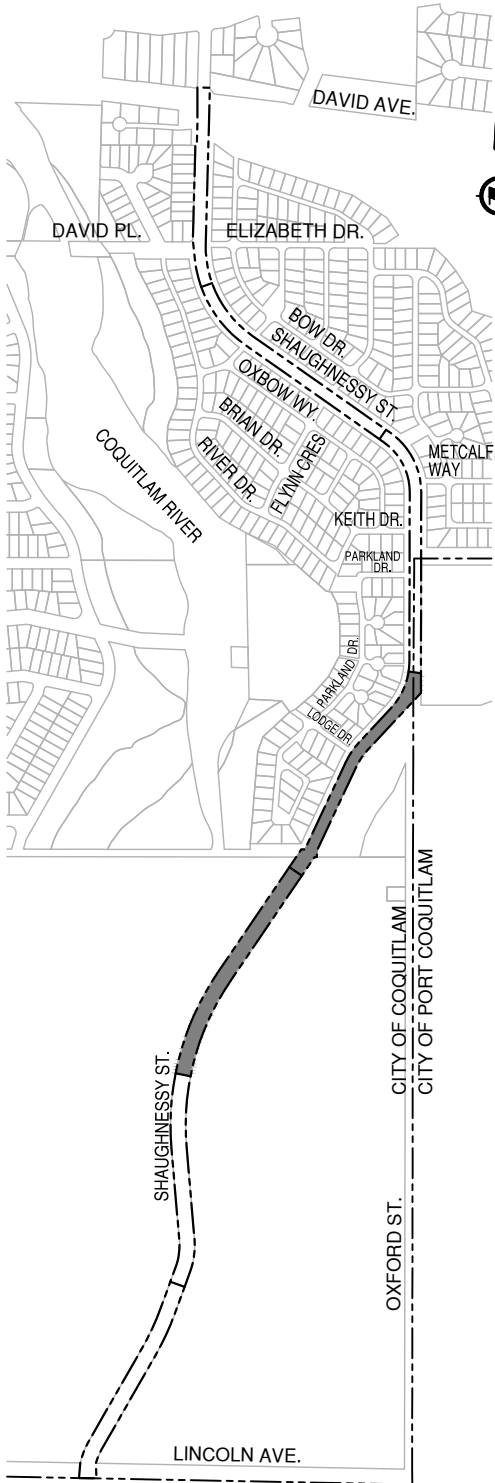 DAVID AVE.
DAVID PL.
ELIZABETH DR.
BOW DR.
SHAUGHNESSY ST.
OXBOW WY.
BRIAN DR.
FLYNN CRES
RIVER DR.
COQUITLAM RIVER
METCALF
WAY
KEITH DR.
PARKLAND
DR.
PARKLAND DR.
LODGE DR
CITY OF COQUITLAM
CITY OF PORT COQUITLAM
SHAUGHNESSY ST.
OXFORD ST.
LINCOLN AVE.